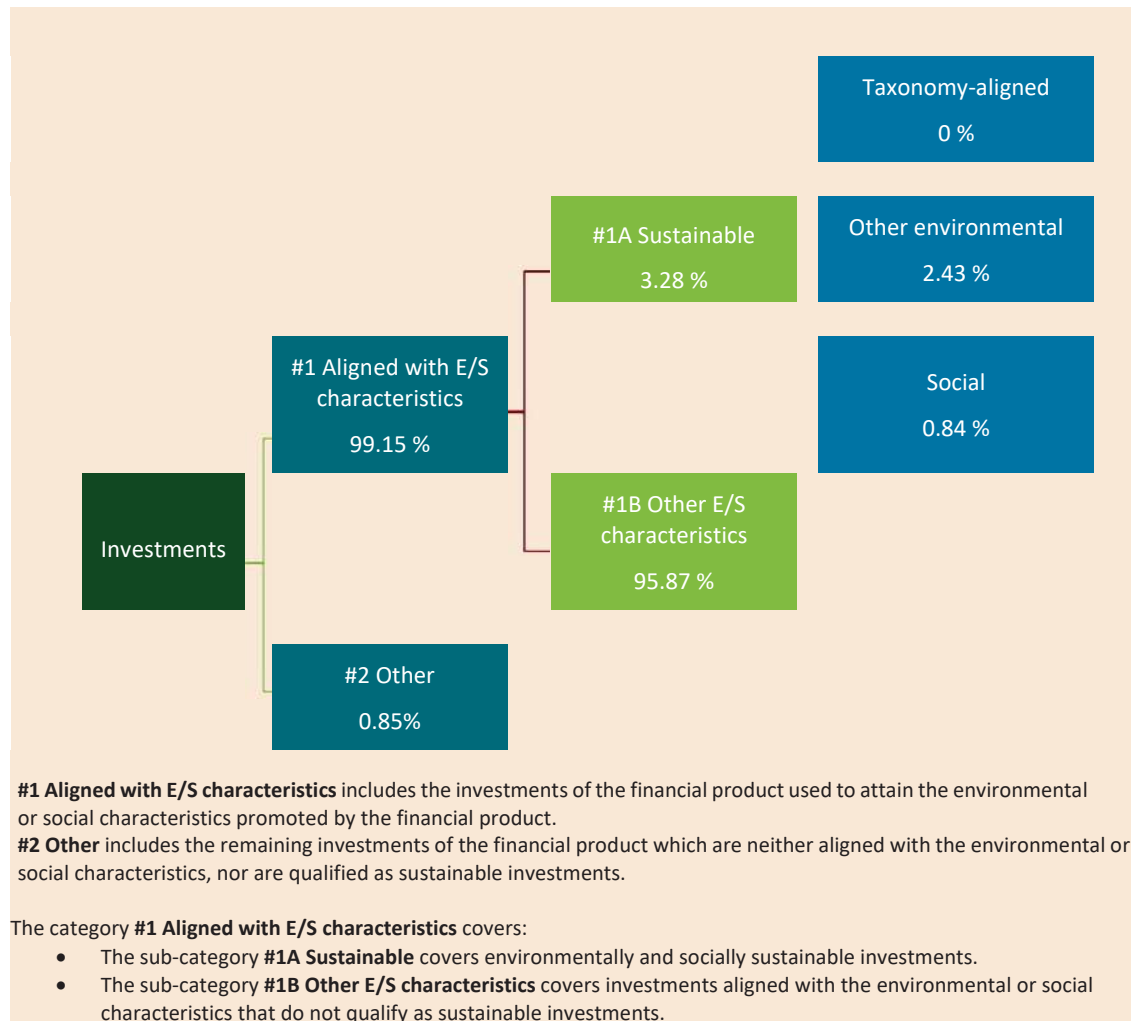 Taxonomy-aligned
0 %
#1A Sustainable
3.28 %
Other environmental
2.43 %
#1 Aligned with E/S
characteristics
99.15 %
Social
0.84 %
Investments
#1B Other E/S
characteristics
95.87 %
#2 Other
0.85%
#1 Aligned with E/S characteristics includes the investments of the financial product used to attain the environmental
or social characteristics promoted by the financial product.
#2 Other includes the remaining investments of the financial product which are neither aligned with the environmental or
social characteristics, nor are qualified as sustainable investments.
The category #1 Aligned with E/S characteristics covers:
• The sub-category #1A Sustainable covers environmentally and socially sustainable investments.
• The sub-category #1B Other E/S characteristics covers investments aligned with the environmental or social
characteristics that do not qualify as sustainable investments.